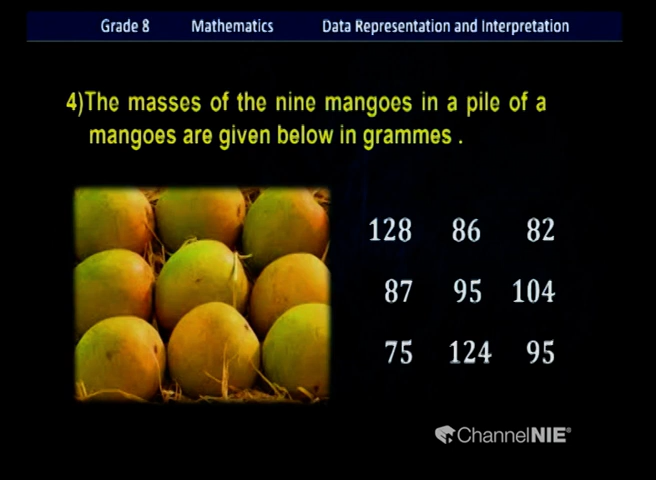 Grade 8 Mathematics Data Representation and Interpretation
4)The masses of the nine mangoes in a pile of a
mangoes are given below in grammes .
128 86 82
87 95 104
75 124 95
ChannelNIE®